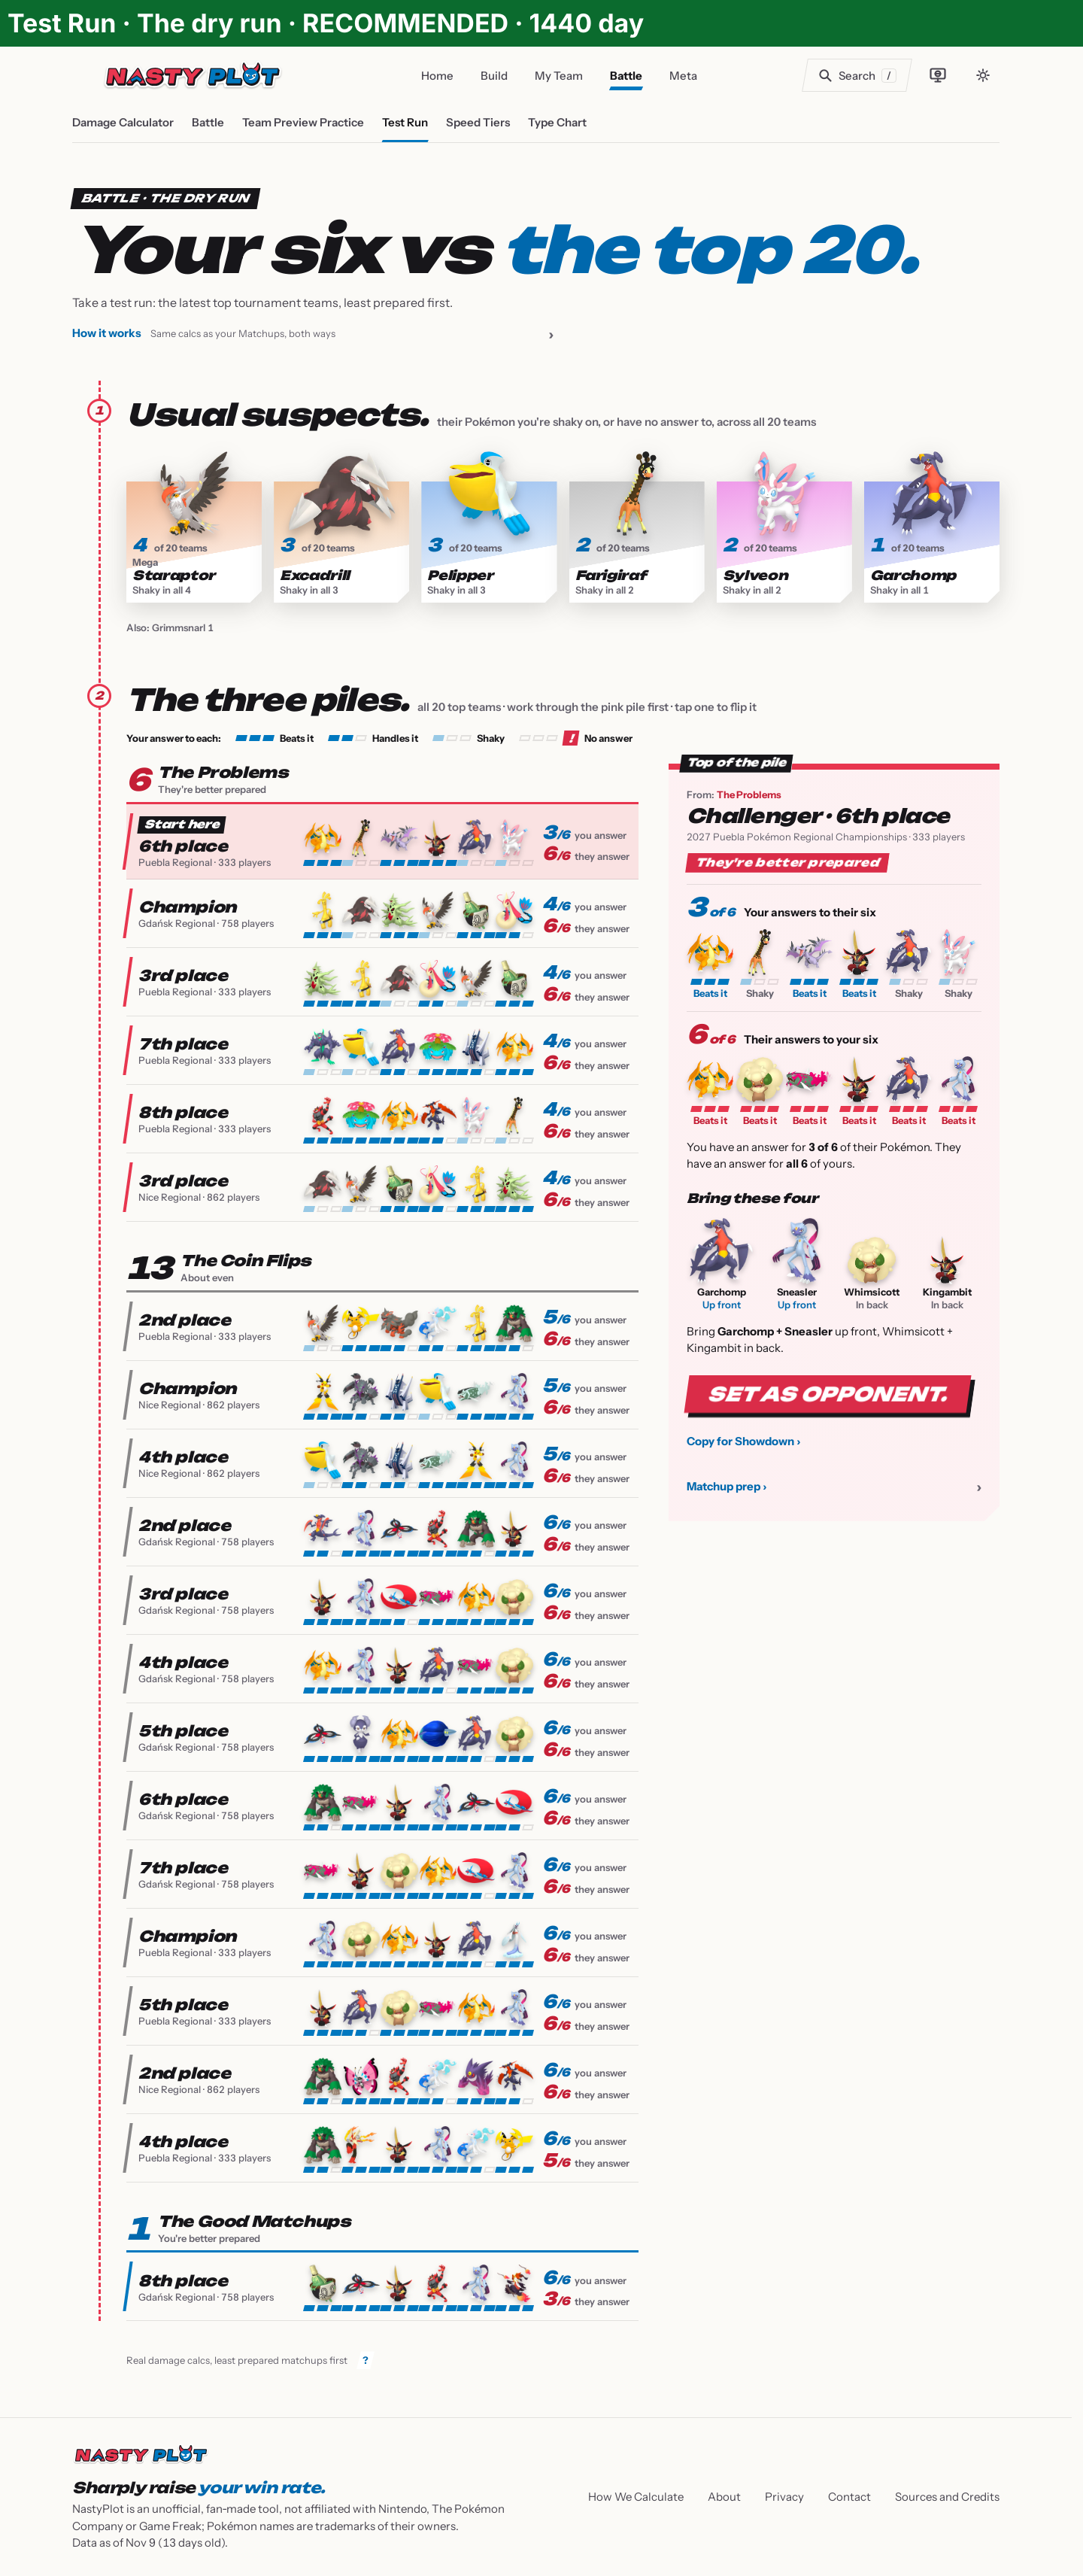 Test Run · The dry run · RECOMMENDED · 1440 day
NASTY PLOT
Home
Build
My Team
Battle
Meta
Search /
Damage Calculator
Battle
Team Preview Practice
Test Run
Speed Tiers
Type Chart
BATTLE · THE DRY RUN
Your six vs the top 20.
Take a test run: the latest top tournament teams, least prepared first.
How it works Same calcs as your Matchups, both ways ›
1
Usual suspects. their Pokémon you're shaky on, or have no answer to, across all 20 teams
4 of 20 teams
Mega
Staraptor
Shaky in all 4
3 of 20 teams
Excadrill
Shaky in all 3
3 of 20 teams
Pelipper
Shaky in all 3
2 of 20 teams
Farigiraf
Shaky in all 2
2 of 20 teams
Sylveon
Shaky in all 2
1 of 20 teams
Garchomp
Shaky in all 1
Also: Grimmsnarl 1
2
The three piles. all 20 top teams · work through the pink pile first · tap one to flip it
Your answer to each: Beats it Handles it Shaky ! No answer
6 The Problems
They're better prepared
Start here
6th place
Puebla Regional · 333 players
3/6 you answer
6/6 they answer
Champion
Gdańsk Regional · 758 players
4/6 you answer
6/6 they answer
3rd place
Puebla Regional · 333 players
4/6 you answer
6/6 they answer
7th place
Puebla Regional · 333 players
4/6 you answer
6/6 they answer
8th place
Puebla Regional · 333 players
4/6 you answer
6/6 they answer
3rd place
Nice Regional · 862 players
4/6 you answer
6/6 they answer
13 The Coin Flips
About even
2nd place
Puebla Regional · 333 players
5/6 you answer
6/6 they answer
Champion
Nice Regional · 862 players
5/6 you answer
6/6 they answer
4th place
Nice Regional · 862 players
5/6 you answer
6/6 they answer
2nd place
Gdańsk Regional · 758 players
6/6 you answer
6/6 they answer
3rd place
Gdańsk Regional · 758 players
6/6 you answer
6/6 they answer
4th place
Gdańsk Regional · 758 players
6/6 you answer
6/6 they answer
5th place
Gdańsk Regional · 758 players
6/6 you answer
6/6 they answer
6th place
Gdańsk Regional · 758 players
6/6 you answer
6/6 they answer
7th place
Gdańsk Regional · 758 players
6/6 you answer
6/6 they answer
Champion
Puebla Regional · 333 players
6/6 you answer
6/6 they answer
5th place
Puebla Regional · 333 players
6/6 you answer
6/6 they answer
2nd place
Nice Regional · 862 players
6/6 you answer
6/6 they answer
4th place
Puebla Regional · 333 players
6/6 you answer
5/6 they answer
1 The Good Matchups
You're better prepared
8th place
Gdańsk Regional · 758 players
6/6 you answer
3/6 they answer
Real damage calcs, least prepared matchups first ?
Top of the pile
From: The Problems
Challenger · 6th place
2027 Puebla Pokémon Regional Championships · 333 players
They're better prepared
3 of 6 Your answers to their six
Beats it Shaky Beats it Beats it Shaky Shaky
6 of 6 Their answers to your six
Beats it Beats it Beats it Beats it Beats it Beats it
You have an answer for 3 of 6 of their Pokémon. They
have an answer for all 6 of yours.
Bring these four
Garchomp Sneasler Whimsicott Kingambit
Up front Up front In back In back
Bring Garchomp + Sneasler up front, Whimsicott +
Kingambit in back.
SET AS OPPONENT.
Copy for Showdown ›
Matchup prep › ›
NASTY PLOT
Sharply raise your win rate.
NastyPlot is an unofficial, fan-made tool, not affiliated with Nintendo, The Pokémon
Company or Game Freak; Pokémon names are trademarks of their owners.
Data as of Nov 9 (13 days old).
How We Calculate
About
Privacy
Contact
Sources and Credits